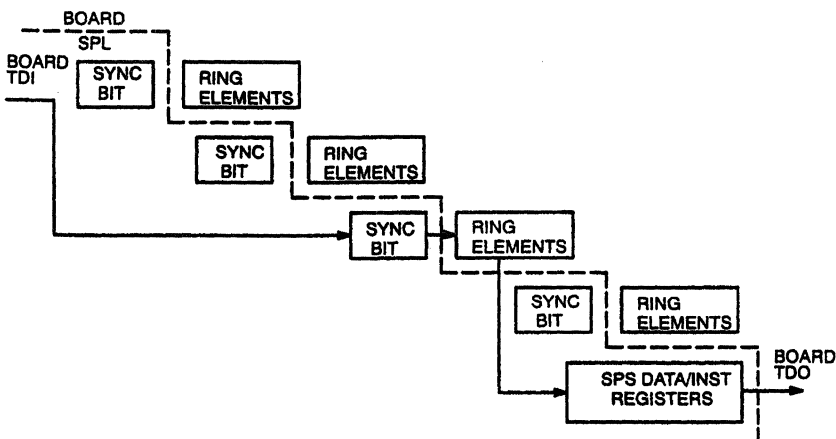 BOARD
SPL
BOARD
TDI
SYNC
BIT
RING
ELEMENTS
SYNC
BIT
RING
ELEMENTS
SYNC
BIT
RING
ELEMENTS
SYNC
BIT
RING
ELEMENTS
SPS DATA/INST
REGISTERS
BOARD
TDO